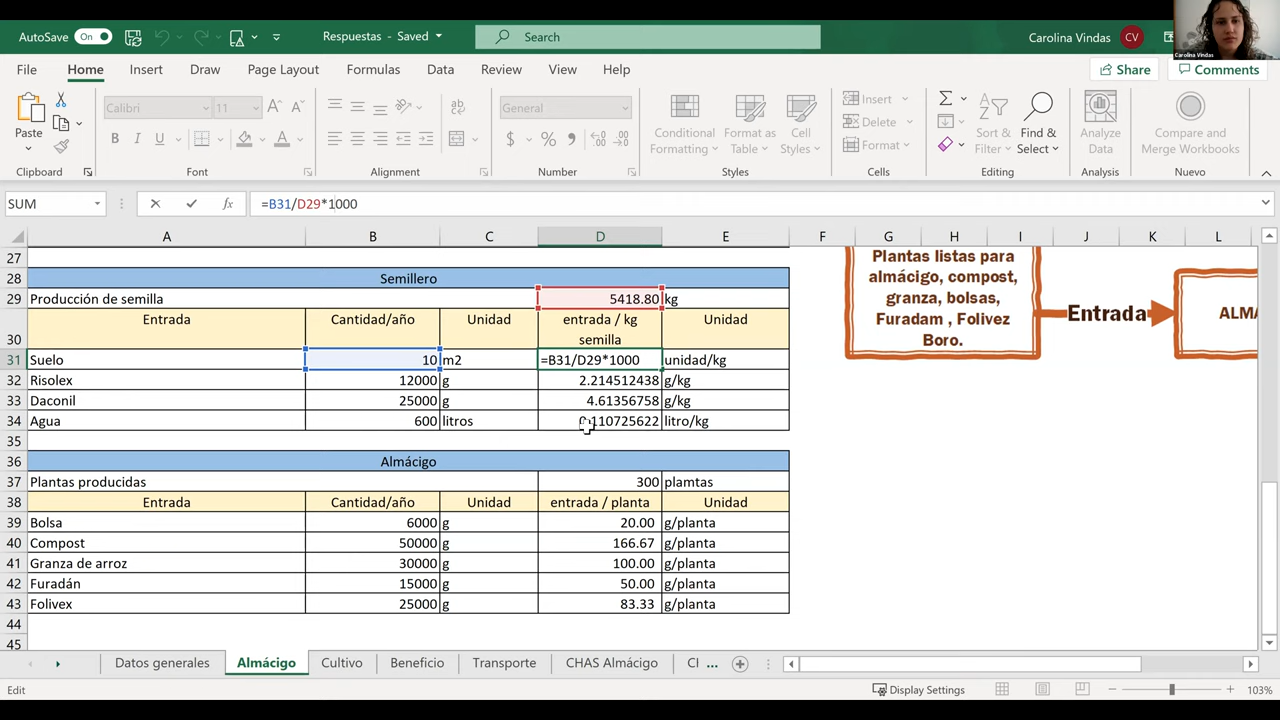 AutoSave On Respuestas - Saved Search Carolina Vindas CV
Carolina Vindas
File Home Insert Draw Page Layout Formulas Data Review View Help Share Comments
Calibri 11 General Insert
Paste Conditional Format as Cell Delete Sort & Find & Analyze Compare and
Formatting Table Styles Format Filter Select Data Merge Workbooks
Clipboard Font Alignment Number Styles Cells Editing Analysis Nuevo
SUM =B31/D29*1000
A B C D E F G H I J K L
27
28 Semillero
29 Producción de semilla 5418.80 kg
30 Entrada Cantidad/año Unidad entrada / kg semilla Unidad
31 Suelo 10 m2 =B31/D29*1000 unidad/kg
32 Risolex 12000 g 2.214512438 g/kg
33 Daconil 25000 g 4.61356758 g/kg
34 Agua 600 litros 0.110725622 litro/kg
35
36 Almácigo
37 Plantas producidas 300 plamtas
38 Entrada Cantidad/año Unidad entrada / planta Unidad
39 Bolsa 6000 g 20.00 g/planta
40 Compost 50000 g 166.67 g/planta
41 Granza de arroz 30000 g 100.00 g/planta
42 Furadán 15000 g 50.00 g/planta
43 Folivex 25000 g 83.33 g/planta
44
45
Plantas listas para
almácigo, compost,
granza, bolsas,
Furadam , Folivez
Boro.
Entrada
ALMA
Datos generales Almácigo Cultivo Beneficio Transporte CHAS Almácigo CI ...
Edit Display Settings 103%